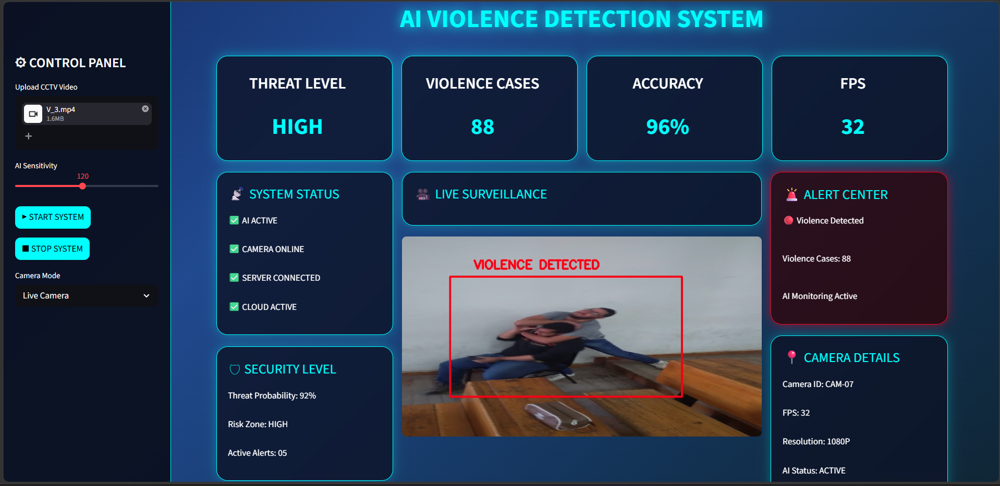 AI VIOLENCE DETECTION SYSTEM
CONTROL PANEL
Upload CCTV Video
V_3.mp4
1.6MB
AI Sensitivity
120
START SYSTEM
STOP SYSTEM
Camera Mode
Live Camera
THREAT LEVEL
HIGH
VIOLENCE CASES
88
ACCURACY
96%
FPS
32
SYSTEM STATUS
AI ACTIVE
CAMERA ONLINE
SERVER CONNECTED
CLOUD ACTIVE
SECURITY LEVEL
Threat Probability: 92%
Risk Zone: HIGH
Active Alerts: 05
LIVE SURVEILLANCE
VIOLENCE DETECTED
ALERT CENTER
Violence Detected
Violence Cases: 88
AI Monitoring Active
CAMERA DETAILS
Camera ID: CAM-07
FPS: 32
Resolution: 1080P
AI Status: ACTIVE